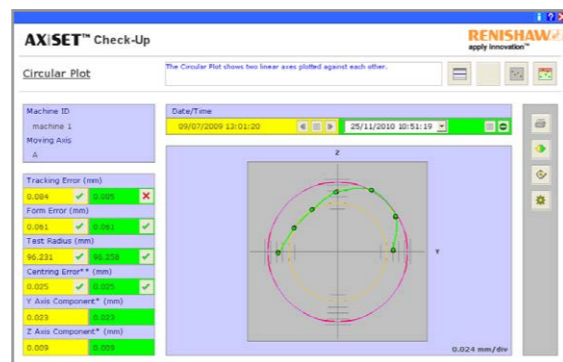 AXiSET™ Check-Up
RENISHAW
apply innovation™
Circular Plot
The Circular Plot shows two linear axes plotted against each other.
Machine ID
machine 1
Moving Axis
A
Date/Time
09/07/2009 13:01:20
25/11/2010 10:51:19
Tracking Error (mm)
0.084
0.085
Form Error (mm)
0.061
0.061
Test Radius (mm)
96.231
96.258
Centring Error** (mm)
0.025
0.025
Y Axis Component* (mm)
0.023
0.023
Z Axis Component* (mm)
0.009
0.009
Z
Y
0.024 mm/div